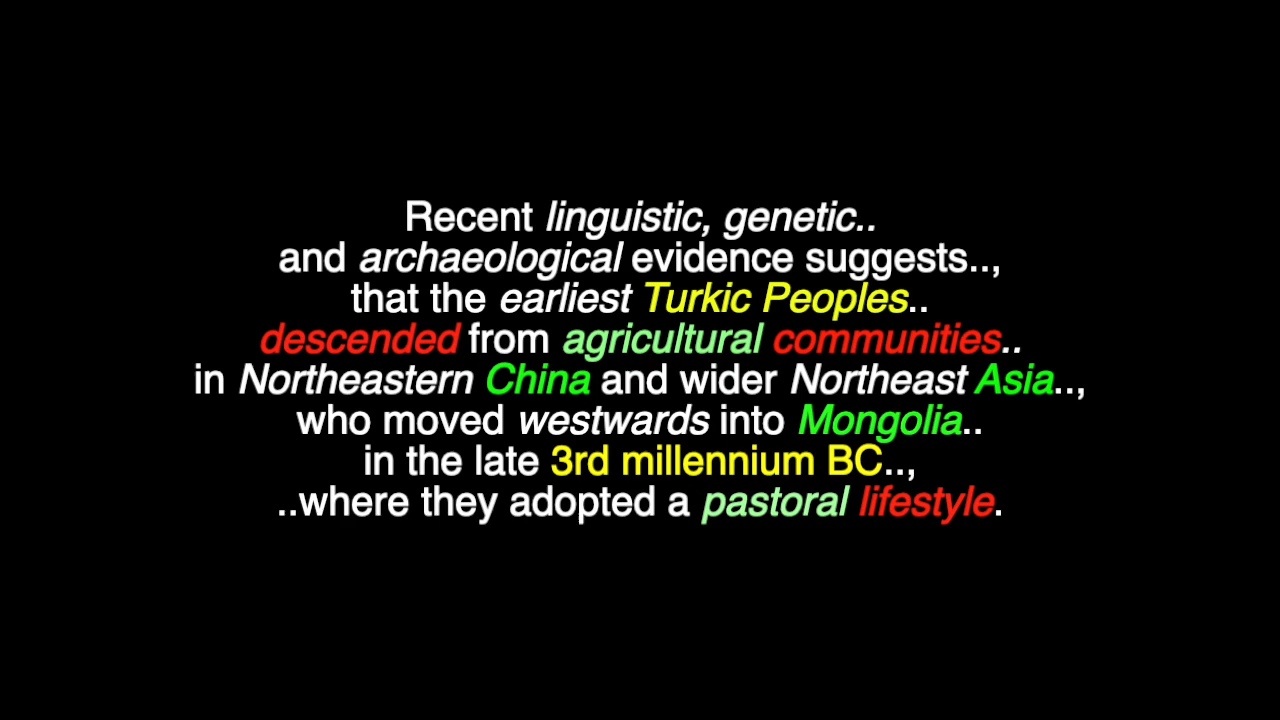 Recent linguistic, genetic..
and archaeological evidence suggests..,
that the earliest Turkic Peoples..
descended from agricultural communities..
in Northeastern China and wider Northeast Asia..,
who moved westwards into Mongolia..
in the late 3rd millennium BC..,
..where they adopted a pastoral lifestyle.